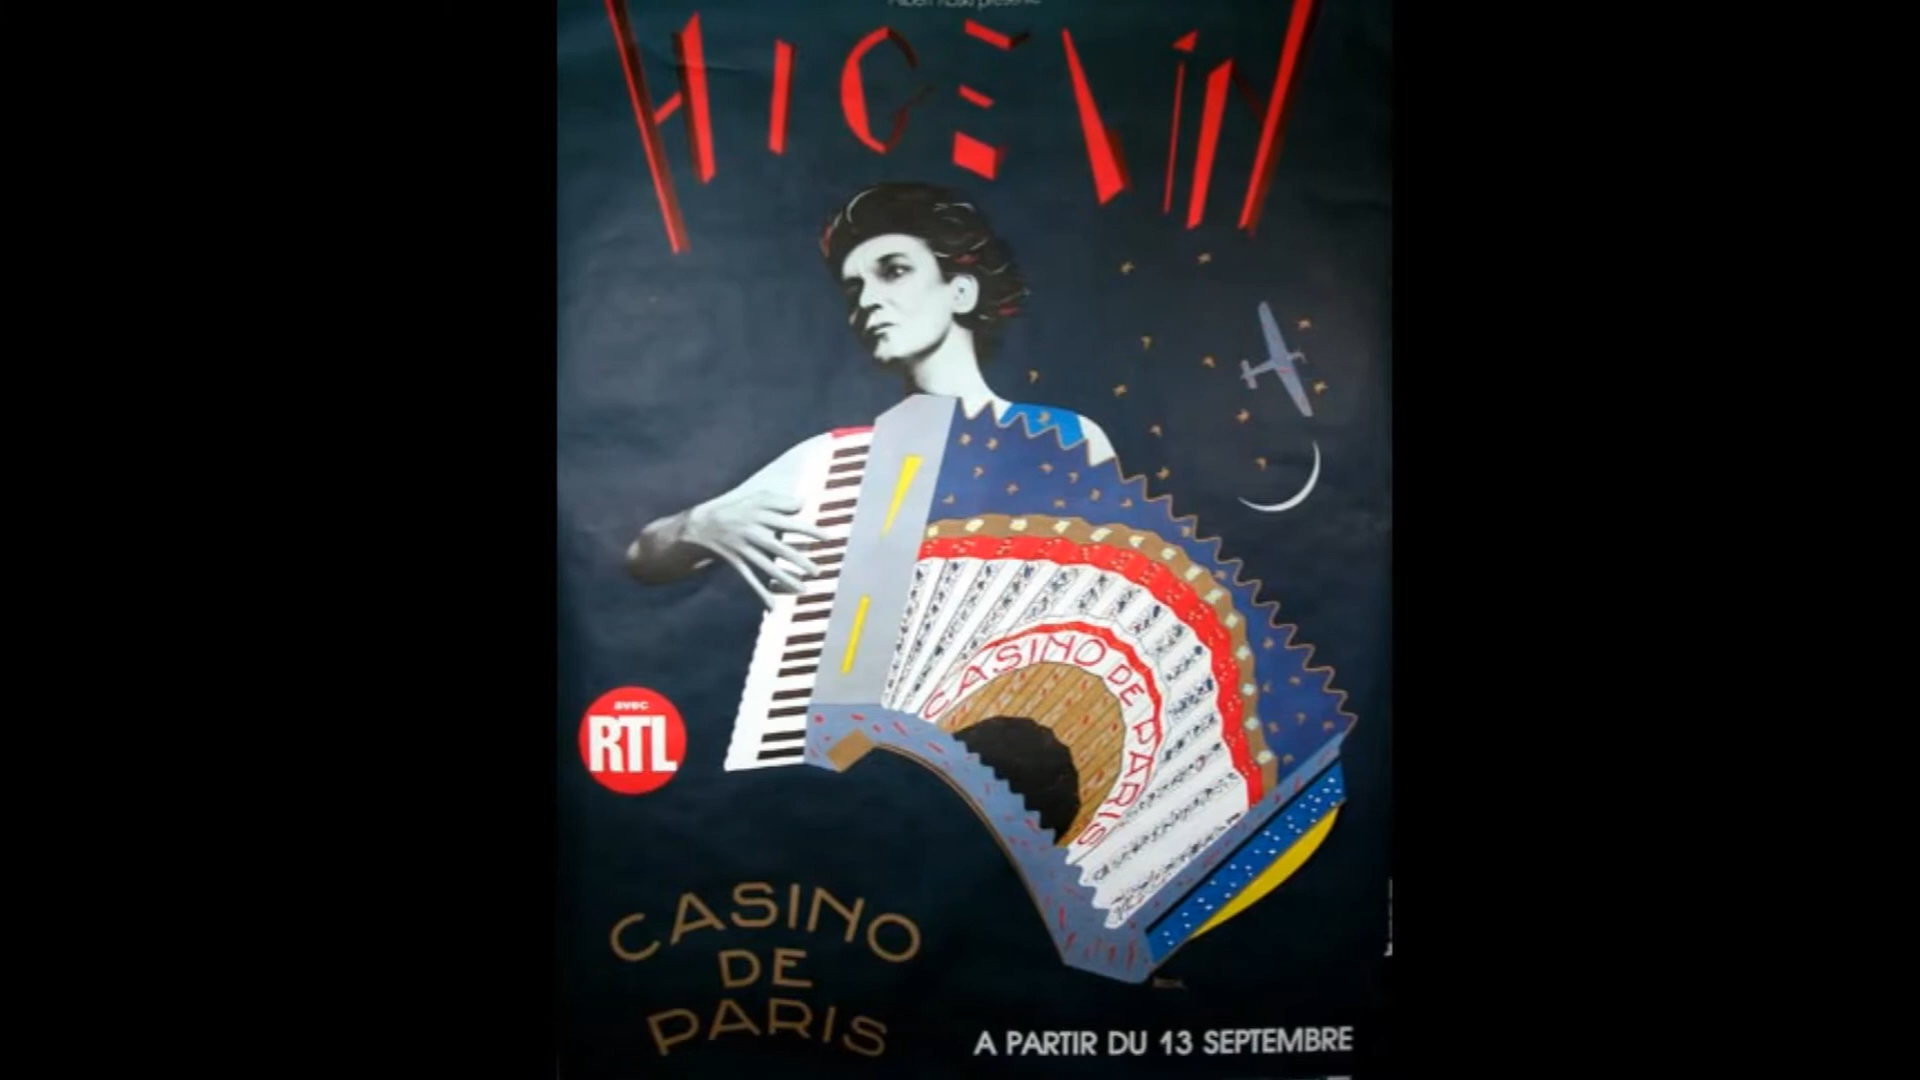 HIGELIN
CASINO DE PARIS
avec
RTL
CASINO
DE
PARIS
A PARTIR DU 13 SEPTEMBRE